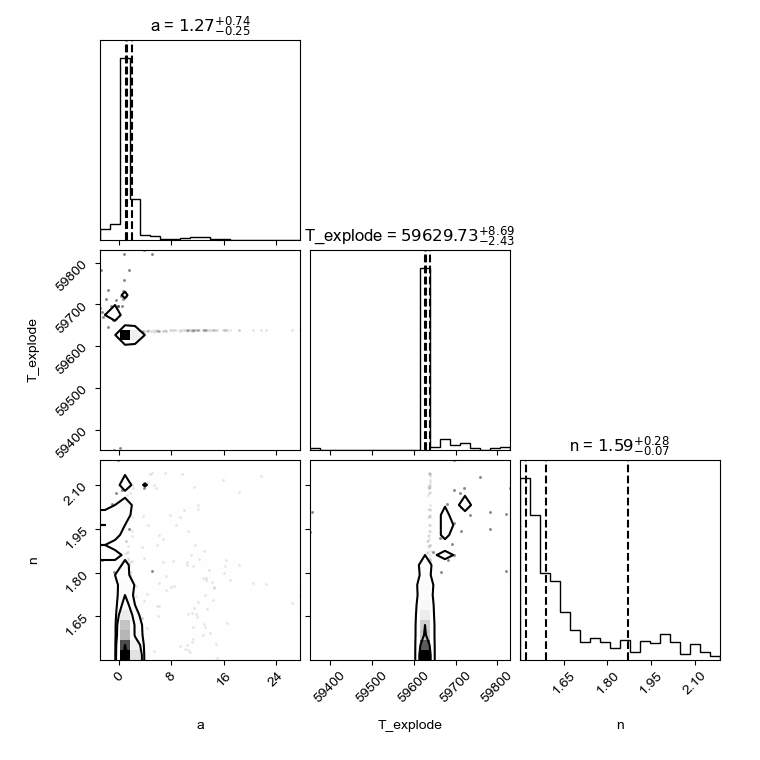 a = 1.27+0.74−0.25
59800
59700
59600
59500
59400
T_explode
T_explode = 59629.73+8.69−2.43
2.10
1.95
1.80
1.65
n
n = 1.59+0.28−0.07
0 8 16 24
59400 59500 59600 59700 59800
1.65 1.80 1.95 2.10
a T_explode n